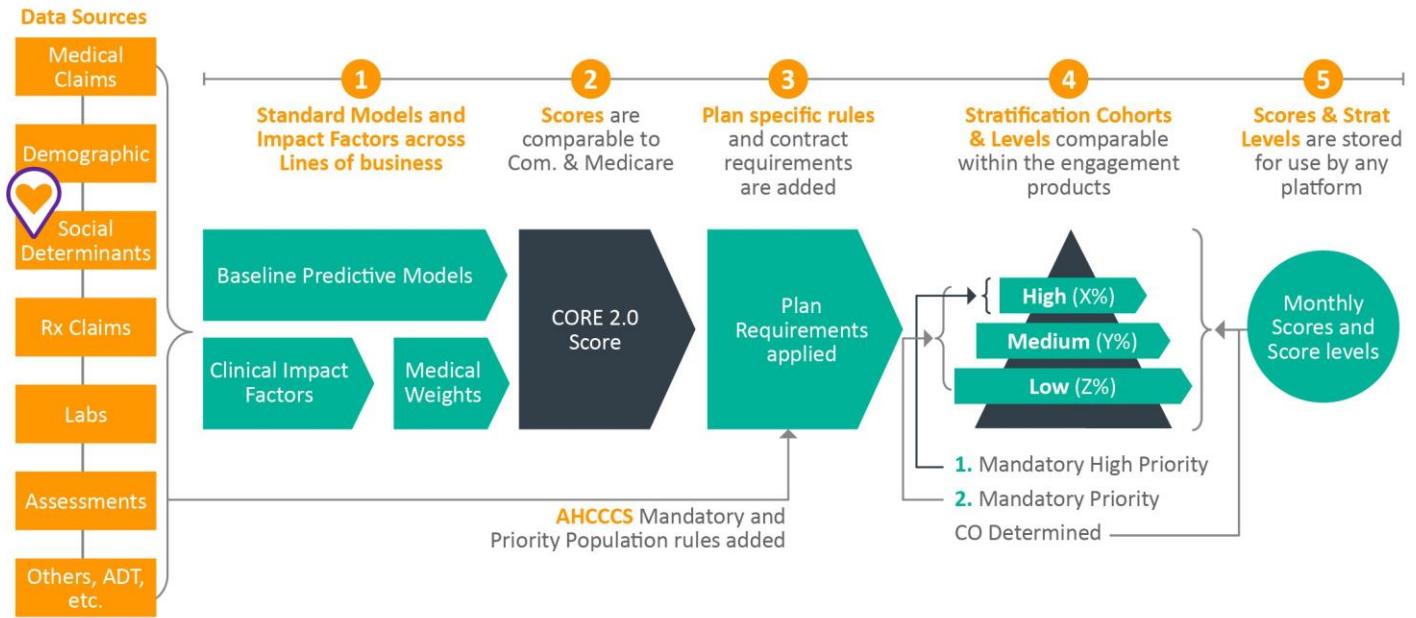 Data Sources
Medical
Claims
Demographic
Social
Determinants
Rx Claims
Labs
Assessments
Others, ADT,
etc.
1
Standard Models and
Impact Factors across
Lines of business
2
Scores are
comparable to
Com. & Medicare
3
Plan specific rules
and contract
requirements
are added
4
Stratification Cohorts
& Levels comparable
within the engagement
products
5
Scores & Strat
Levels are stored
for use by any
platform
Baseline Predictive Models
Clinical Impact
Factors
Medical
Weights
CORE 2.0
Score
Plan
Requirements
applied
High (X%)
Medium (Y%)
Low (Z%)
Monthly
Scores and
Score levels
1. Mandatory High Priority
2. Mandatory Priority
CO Determined
AHCCCS Mandatory and
Priority Population rules added